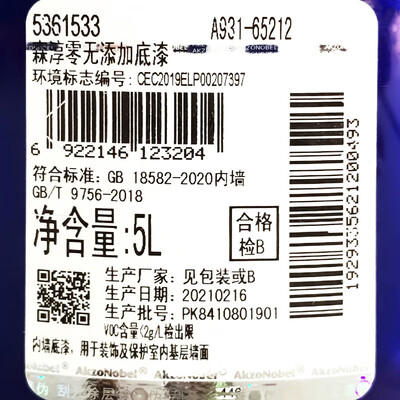 5361533 A931-65212
森淳零无添加底漆
环境标志编号: CEC2019ELP00207397
6 922146 123204
符合标准: GB 18582-2020内墙
GB/T 9756-2018
净含量:5L
合格
检B
生产厂家: 见包装或B
生产日期: 20210216
生产批号: PK8410801901
VOC含量<2g/L检出限
内墙底漆, 用于装饰及保护室内基层墙面
AkzoNobel AkzoNobel AkzoNobel AkzoNobel